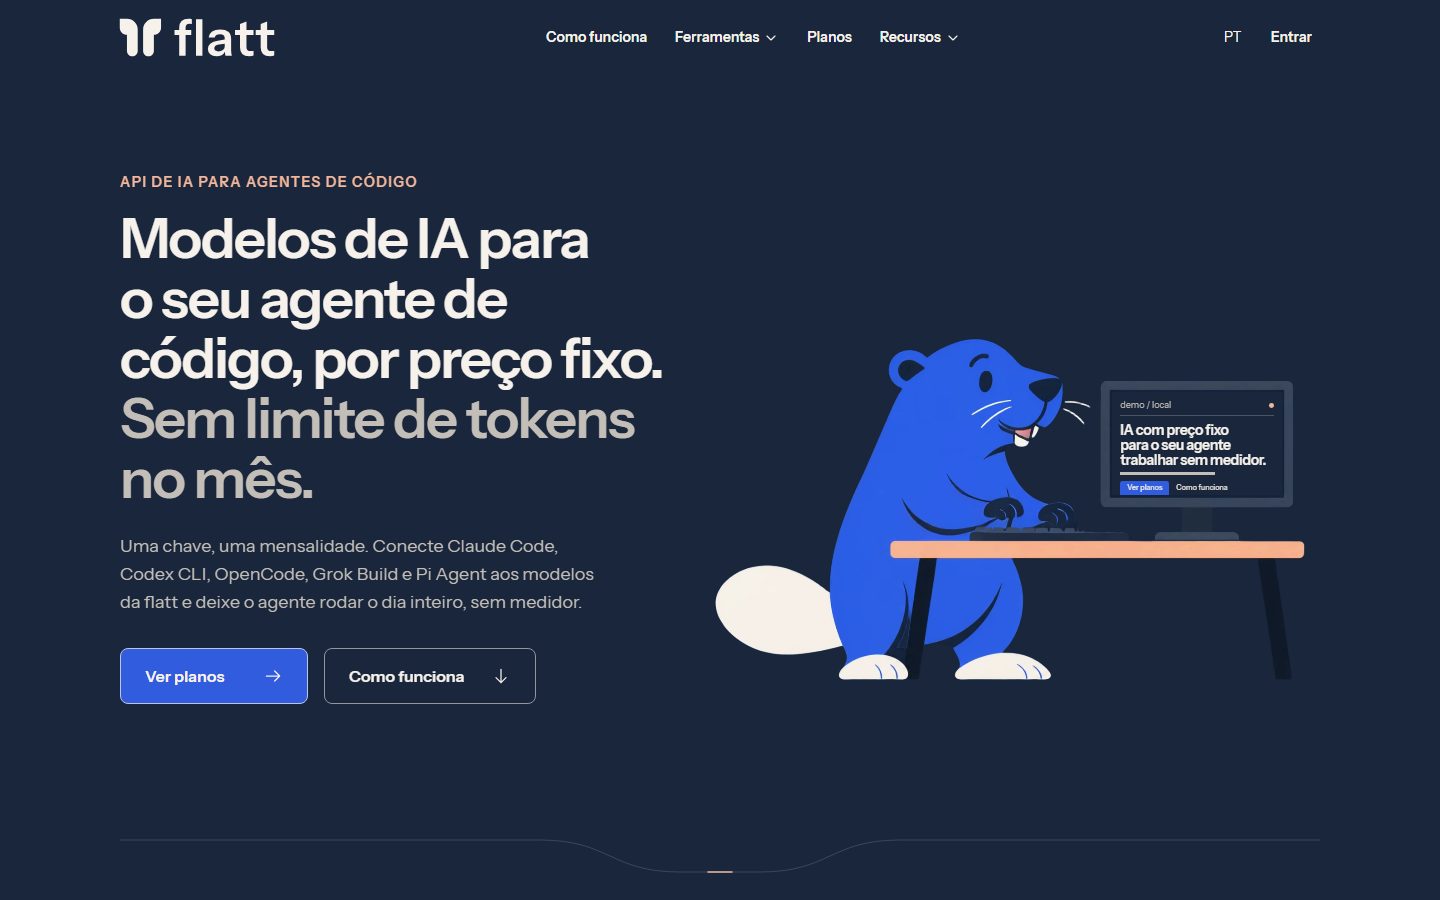 flatt
Como funciona
Ferramentas
Planos
Recursos
PT
Entrar
API DE IA PARA AGENTES DE CÓDIGO
Modelos de IA para
o seu agente de
código, por preço fixo.
Sem limite de tokens
no mês.
Uma chave, uma mensalidade. Conecte Claude Code,
Codex CLI, OpenCode, Grok Build e Pi Agent aos modelos
da flatt e deixe o agente rodar o dia inteiro, sem medidor.
Ver planos
Como funciona
demo / local
IA com preço fixo
para o seu agente
trabalhar sem medidor.
Ver planos
Como funciona